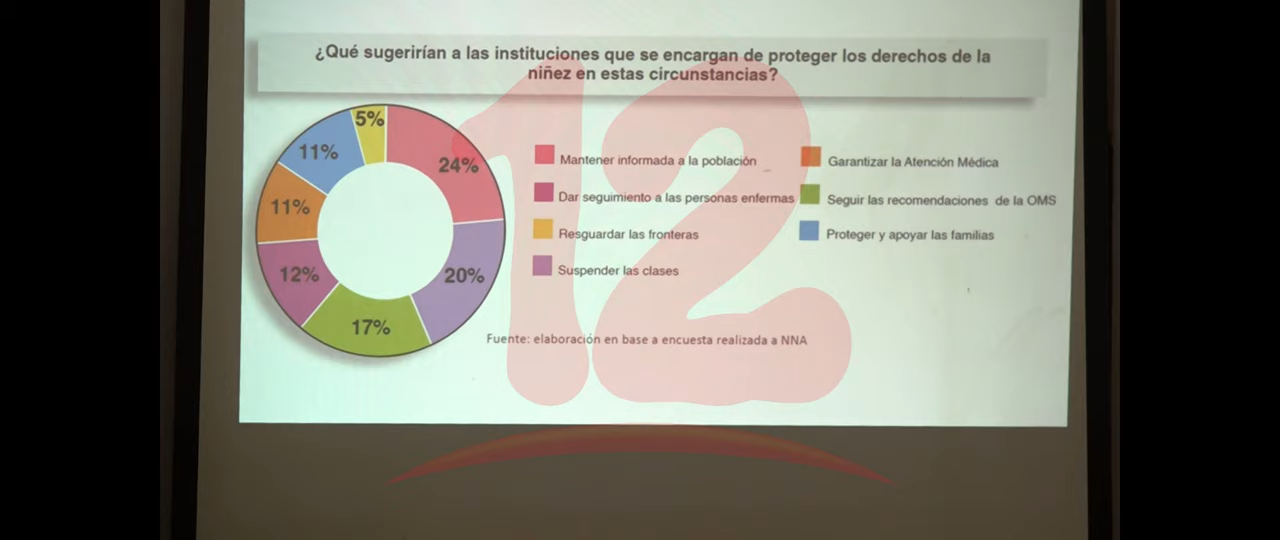 ¿Qué sugerirían a las instituciones que se encargan de proteger los derechos de la
niñez en estas circunstancias?
5%
24%
11%
11%
12%
20%
17%
Mantener informada a la población
Garantizar la Atención Médica
Dar seguimiento a las personas enfermas
Seguir las recomendaciones de la OMS
Resguardar las fronteras
Proteger y apoyar las familias
Suspender las clases
Fuente: elaboración en base a encuesta realizada a NNA
12